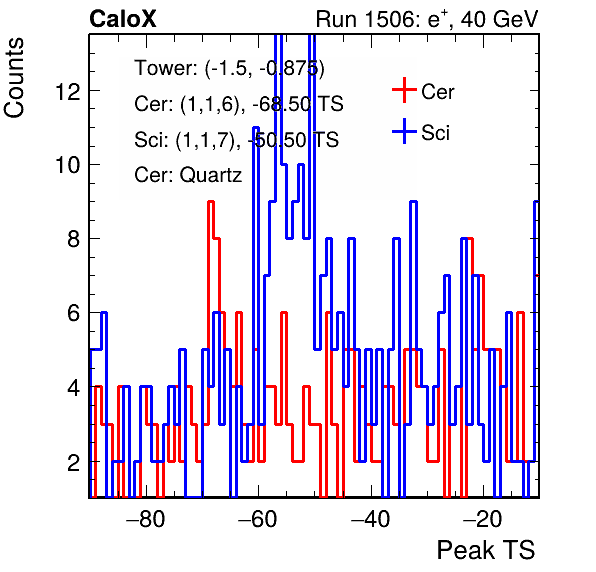 CaloX Run 1506: e+, 40 GeV
Counts
Tower: (-1.5, -0.875)
Cer: (1,1,6), -68.50 TS
Sci: (1,1,7), -50.50 TS
Cer: Quartz
Cer
Sci
12
10
8
6
4
2
−80 −60 −40 −20
Peak TS